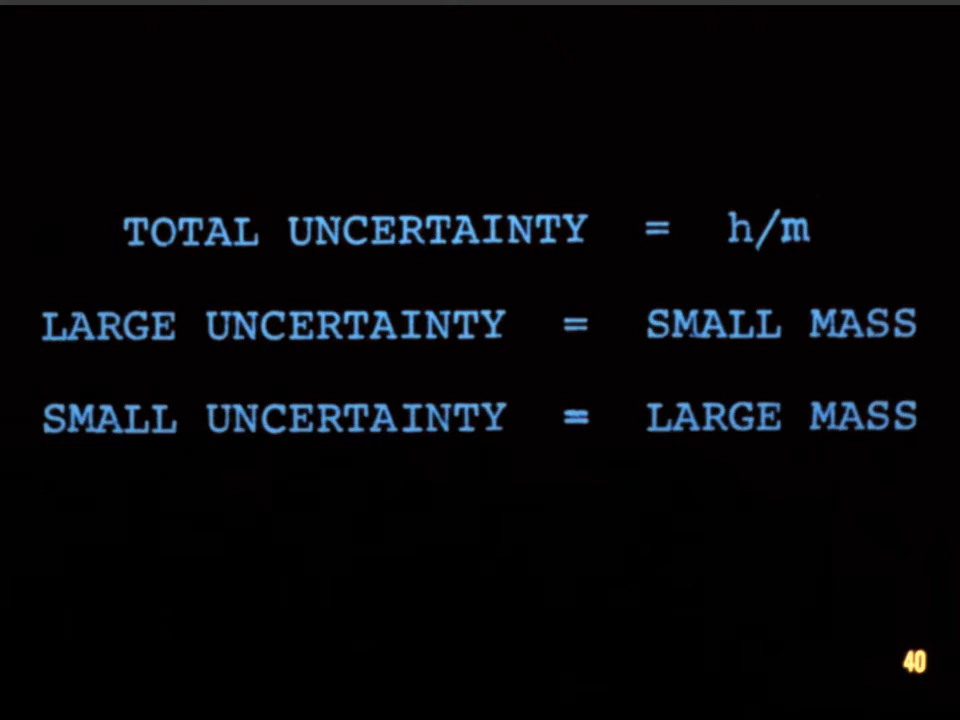 TOTAL UNCERTAINTY = h/m
LARGE UNCERTAINTY = SMALL MASS
SMALL UNCERTAINTY = LARGE MASS
40